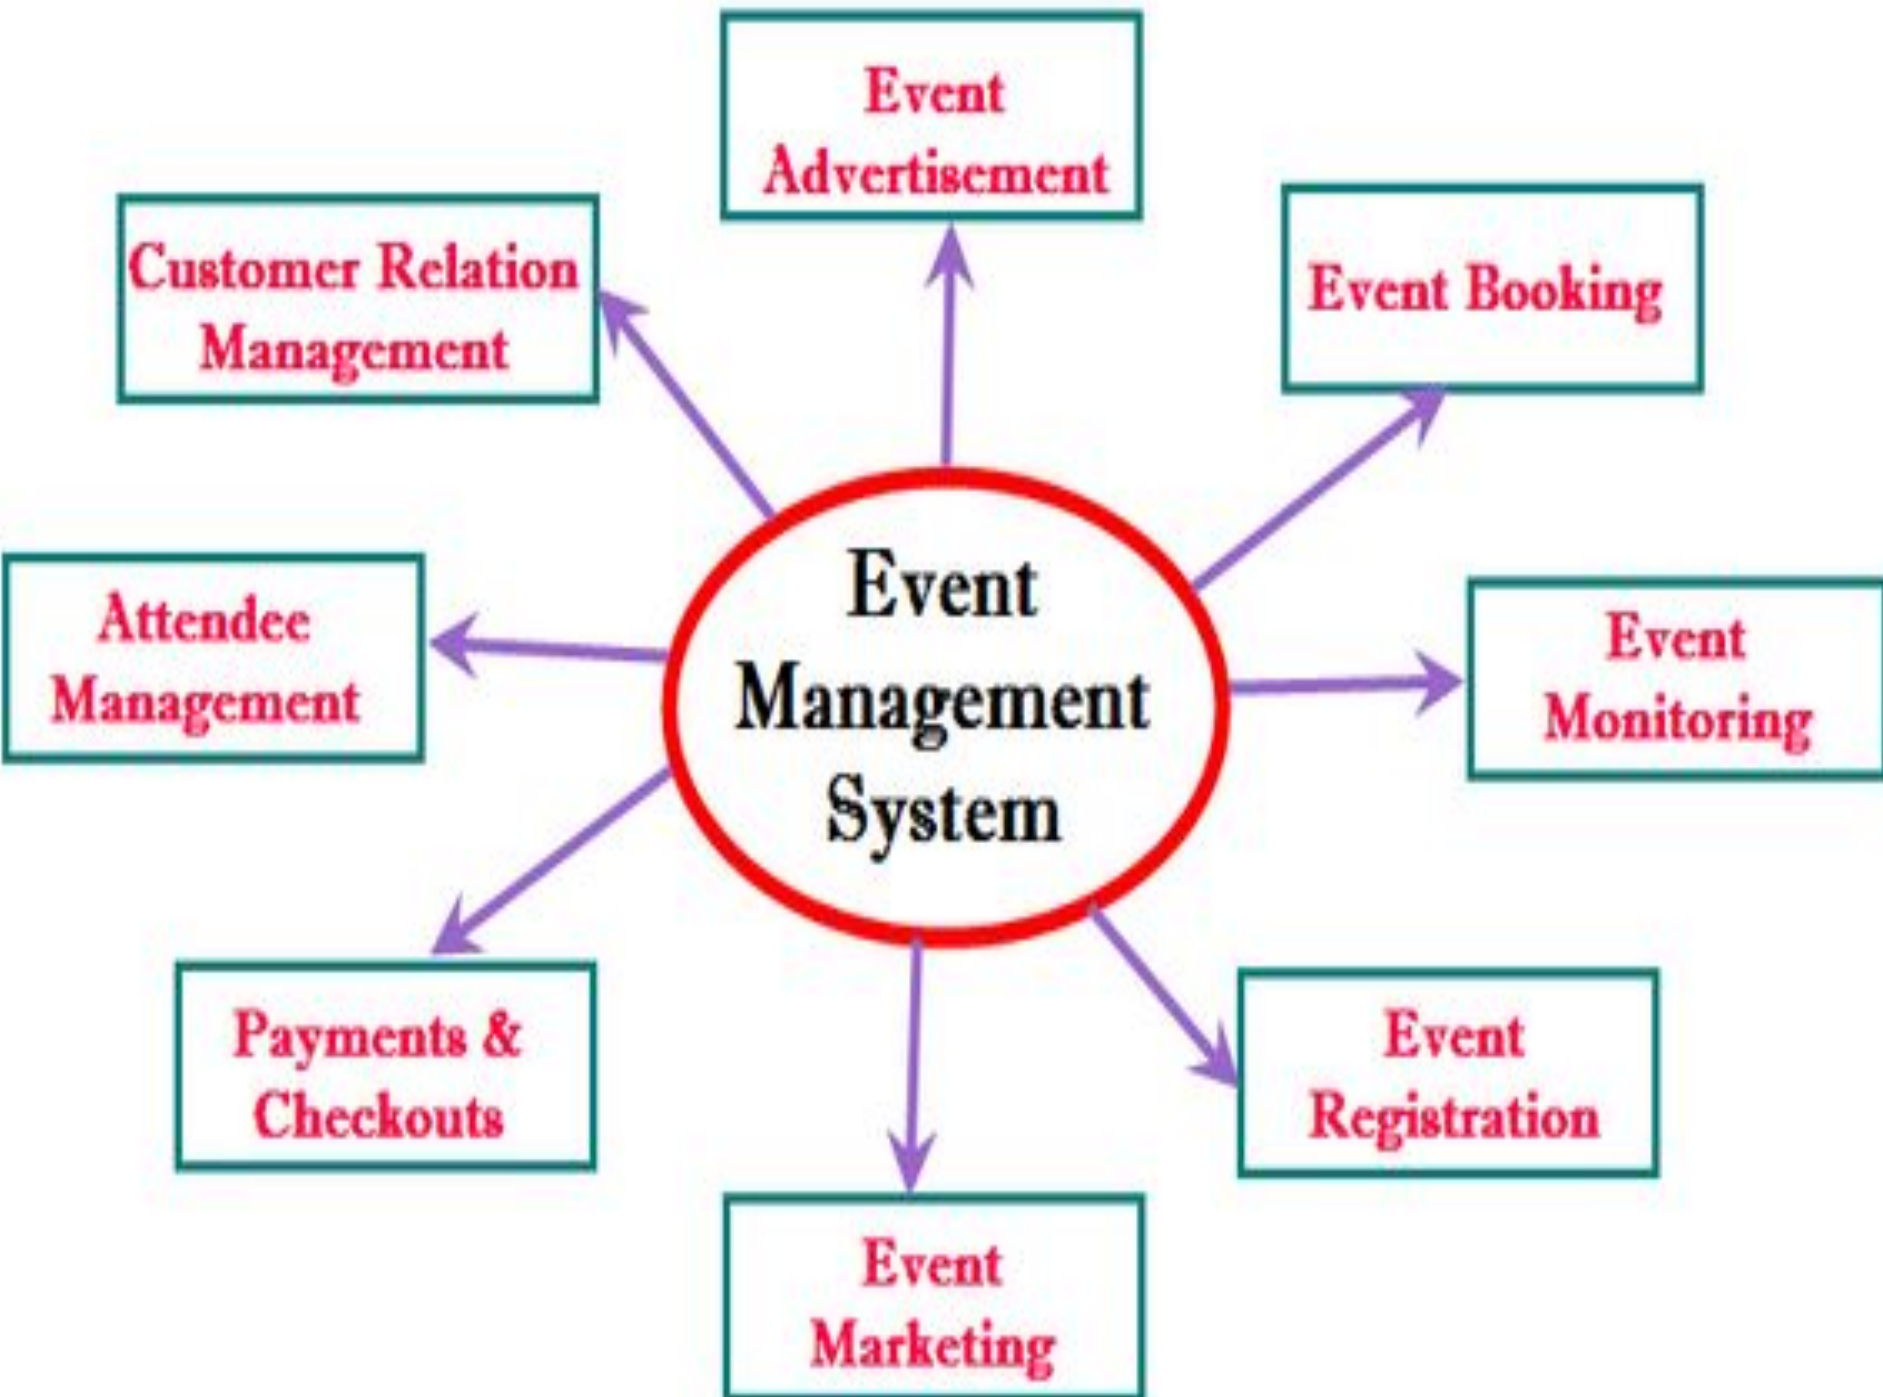 Event
Advertisement
Customer Relation
Management
Event Booking
Event
Management
System
Attendee
Management
Event
Monitoring
Payments &
Checkouts
Event
Registration
Event
Marketing